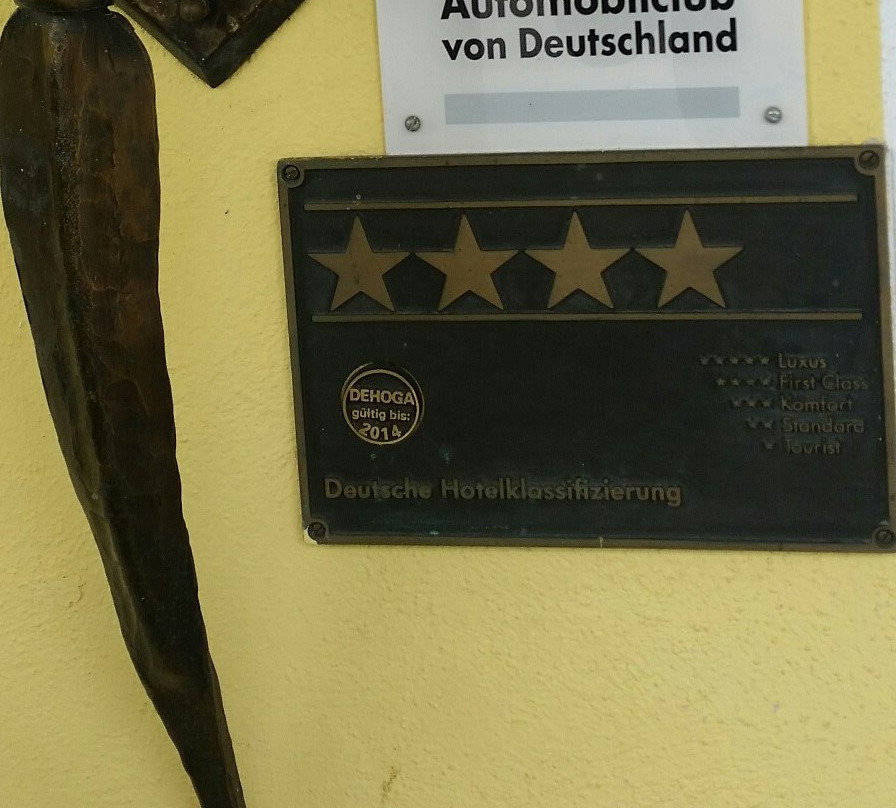 Automobilclub
von Deutschland
DEHOGA
gültig bis:
2014
Luxus
First Class
Komfort
Standard
Tourist
Deutsche Hotelklassifizierung